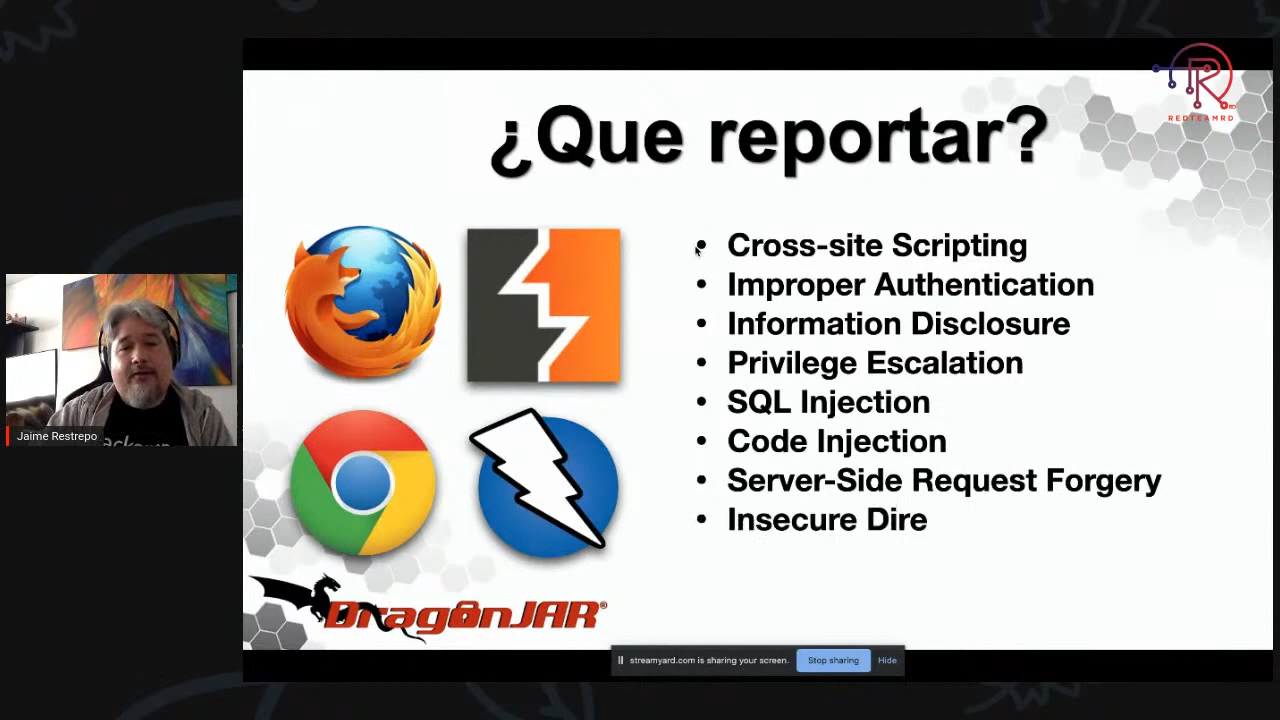 REDTEAMRD
¿Que reportar?
• Cross-site Scripting
• Improper Authentication
• Information Disclosure
• Privilege Escalation
• SQL Injection
• Code Injection
• Server-Side Request Forgery
• Insecure Dire
Jaime Restrepo
DragonJAR®
streamyard.com is sharing your screen.
Stop sharing
Hide